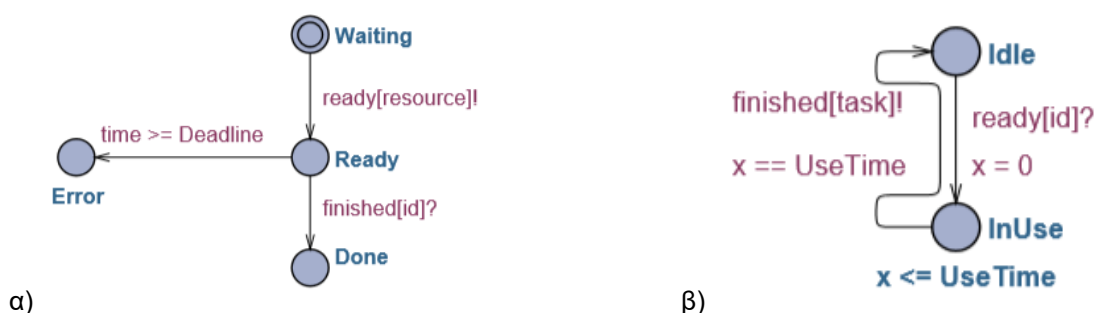 Waiting
ready[resource]!
time >= Deadline
Ready
Error
finished[id]?
Done
α)
Idle
finished[task]!
ready[id]?
x == UseTime
x = 0
InUse
x <= UseTime
β)